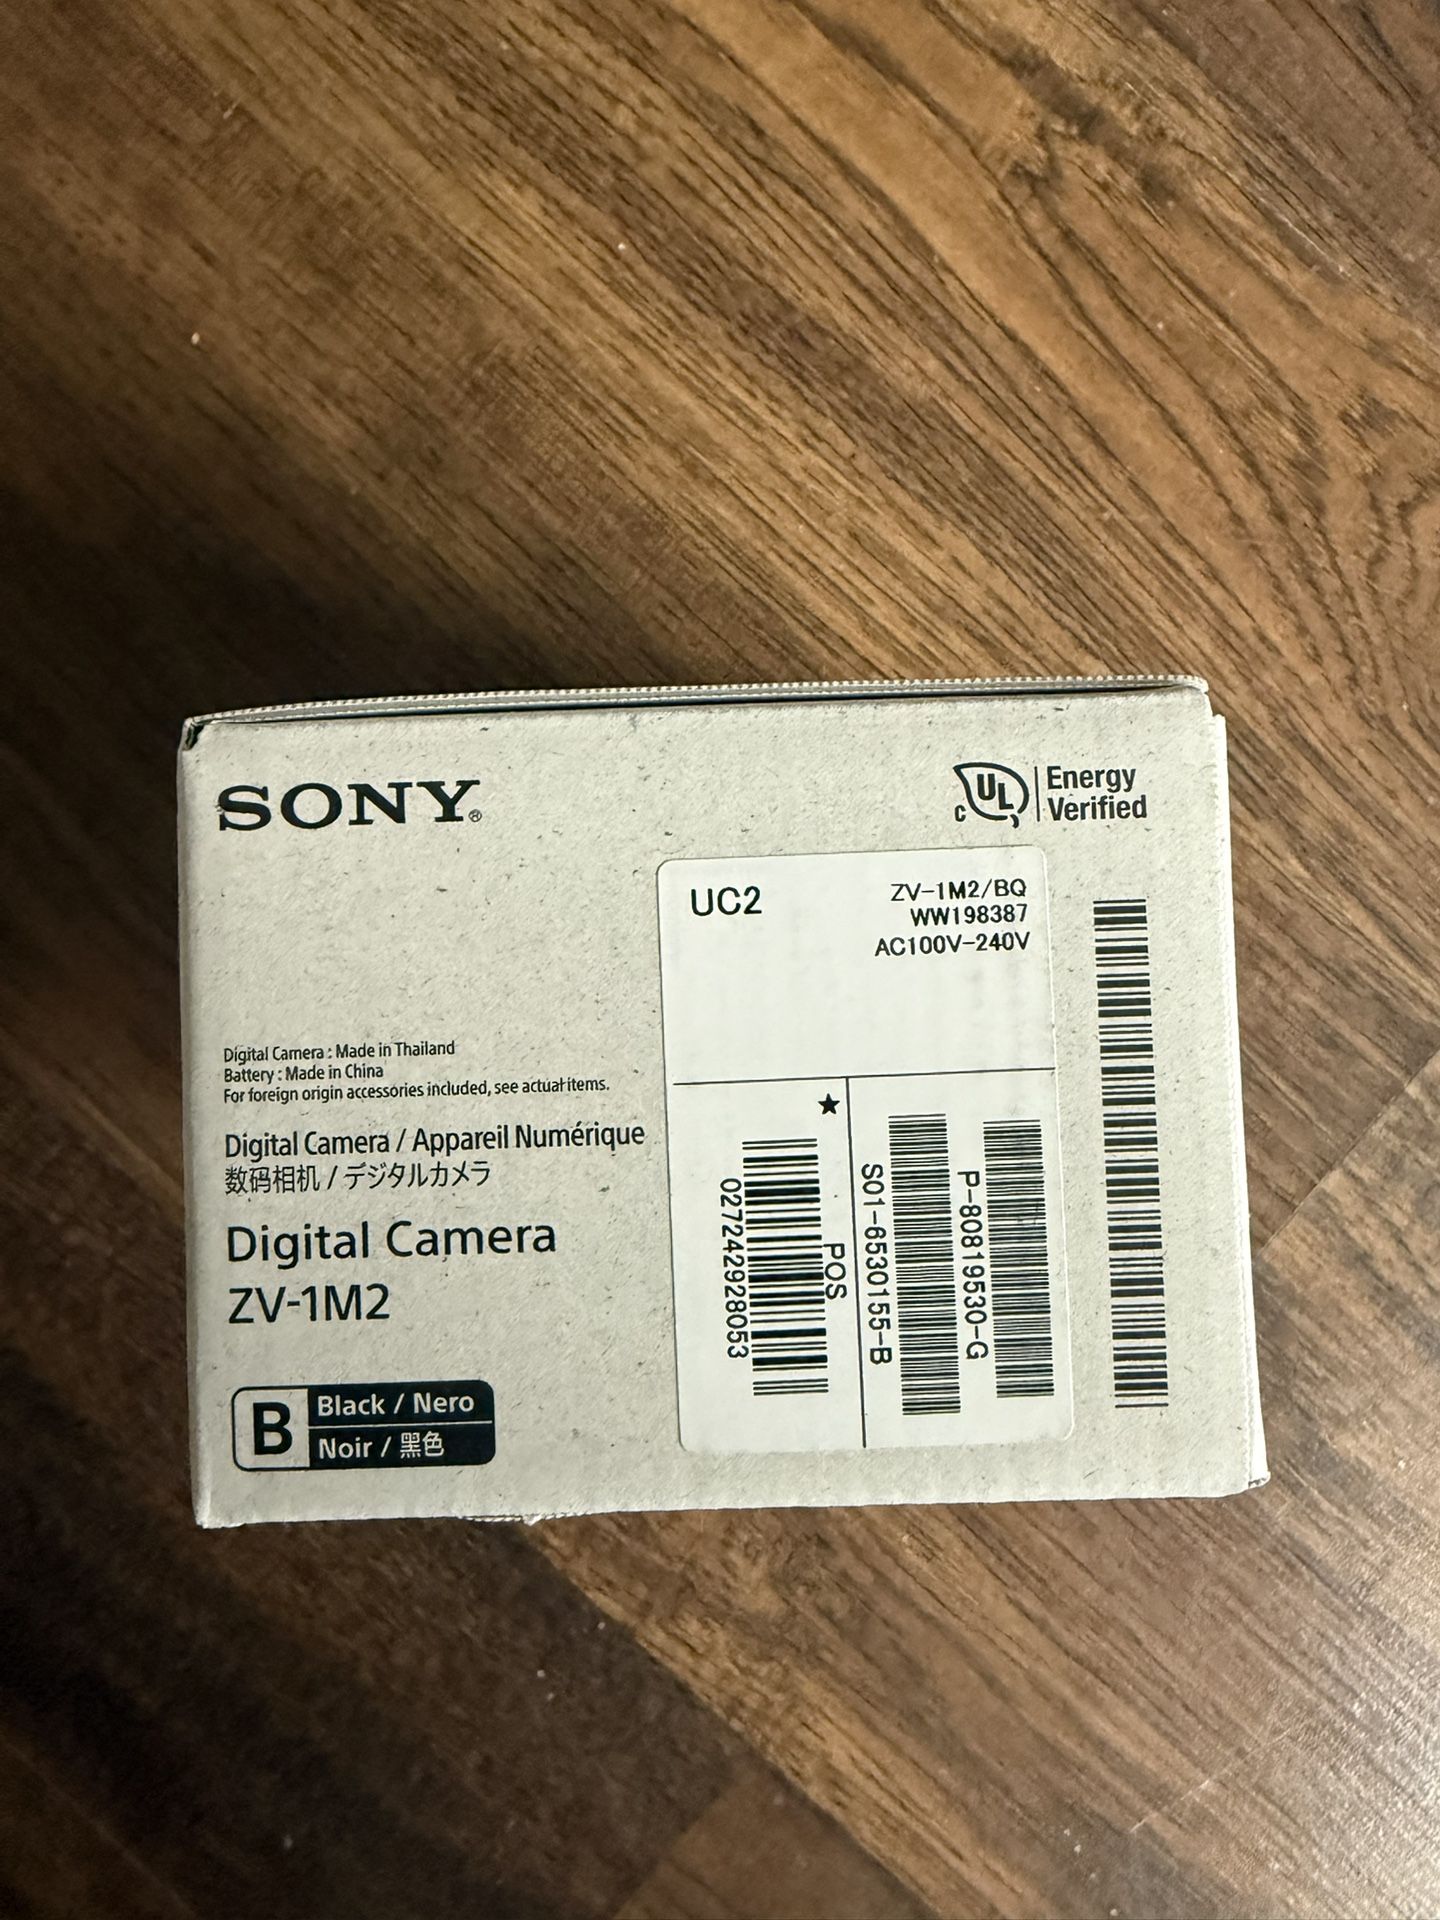 SONY®
C UL Energy
Verified
UC2
ZV-1M2/BQ
WW198387
AC100V-240V
Digital Camera : Made in Thailand
Battery : Made in China
For foreign origin accessories included, see actual items.
Digital Camera / Appareil Numérique
数码相机 / デジタルカメラ
Digital Camera
ZV-1M2
B
Black / Nero
Noir / 黑色
★
POS
027242928053
S01-6530155-B
P-80819530-G